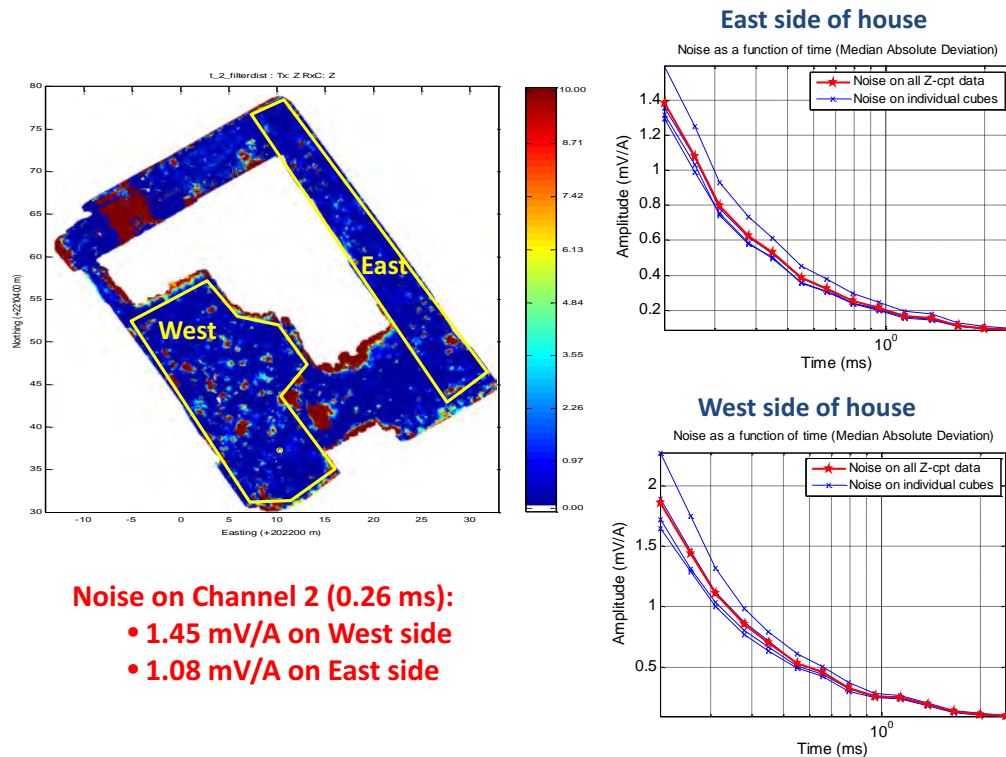 East side of house
Noise as a function of time (Median Absolute Deviation)
Noise on all Z-cpt data
Noise on individual cubes
1.4
1.2
1
0.8
0.6
0.4
0.2
Amplitude (mV/A)
10⁰
Time (ms)
t_2_filterdist : Tx: Z RxC: Z
80
75
70
65
60
55
50
45
40
35
30
Northing (+2210400 m)
-10
-5
0
5
10
15
20
25
30
Easting (+202200 m)
East
West
10.00
8.71
7.42
6.13
4.84
3.55
2.26
0.97
0.00
West side of house
Noise as a function of time (Median Absolute Deviation)
Noise on all Z-cpt data
Noise on individual cubes
2
1.5
1
0.5
Amplitude (mV/A)
10⁰
Time (ms)
Noise on Channel 2 (0.26 ms):
• 1.45 mV/A on West side
• 1.08 mV/A on East side